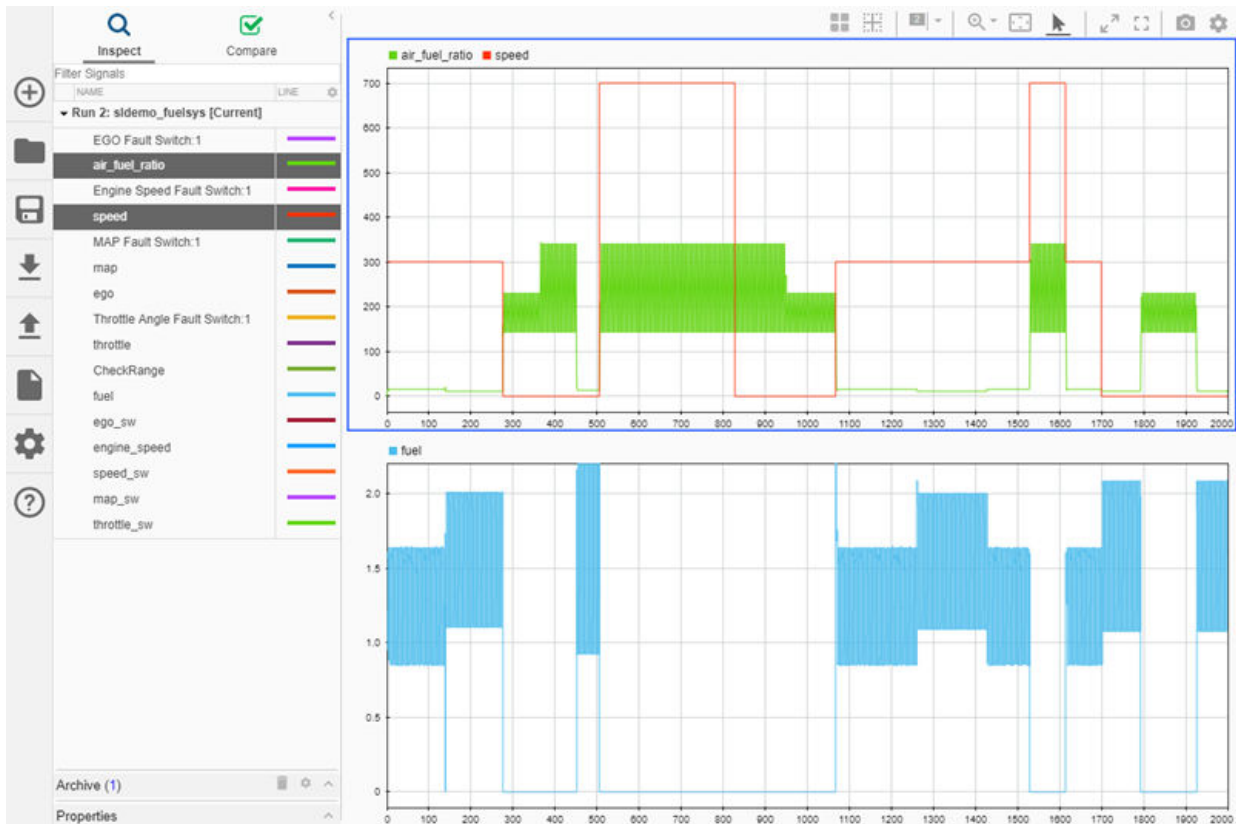 Inspect
Compare
Filter Signals
NAME LINE
Run 2: sldemo_fuelsys [Current]
EGO Fault Switch:1
air_fuel_ratio
Engine Speed Fault Switch:1
speed
MAP Fault Switch:1
map
ego
Throttle Angle Fault Switch:1
throttle
CheckRange
fuel
ego_sw
engine_speed
speed_sw
map_sw
throttle_sw
Archive (1)
Properties
2
air_fuel_ratio speed
700
600
500
400
300
200
100
0
0 100 200 300 400 500 600 700 800 900 1000 1100 1200 1300 1400 1500 1600 1700 1800 1900 2000
fuel
2.0
1.5
1.0
0.5
0
0 100 200 300 400 500 600 700 800 900 1000 1100 1200 1300 1400 1500 1600 1700 1800 1900 2000